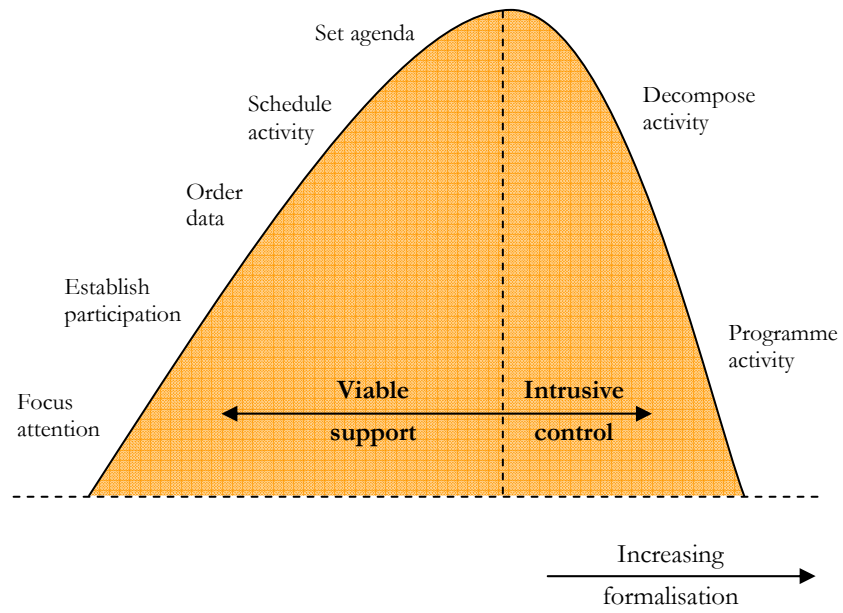 Set agenda
Schedule
activity
Order
data
Establish
participation
Focus
attention
Decompose
activity
Programme
activity
Viable
support
Intrusive
control
Increasing
formalisation